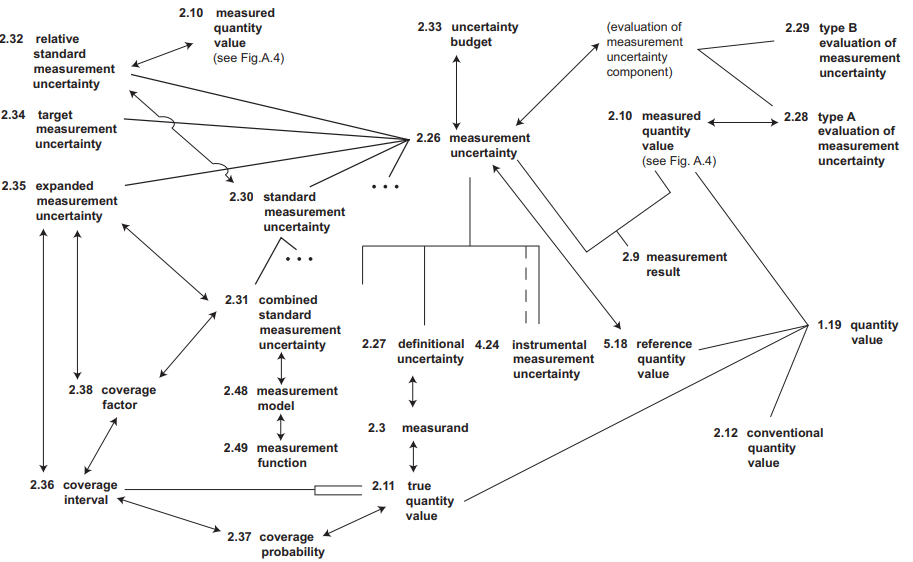 2.10 measured
quantity
value
(see Fig.A.4)
2.32 relative
standard
measurement
uncertainty
2.34 target
measurement
uncertainty
2.35 expanded
measurement
uncertainty
2.33 uncertainty
budget
(evaluation of
measurement
uncertainty
component)
2.29 type B
evaluation of
measurement
uncertainty
2.10 measured
quantity
value
(see Fig. A.4)
2.28 type A
evaluation of
measurement
uncertainty
2.26 measurement
uncertainty
2.30 standard
measurement
uncertainty
• • •
• • •
2.9 measurement
result
2.31 combined
standard
measurement
uncertainty
2.27 definitional
uncertainty
4.24 instrumental
measurement
uncertainty
5.18 reference
quantity
value
1.19 quantity
value
2.38 coverage
factor
2.48 measurement
model
2.3 measurand
2.12 conventional
quantity
value
2.49 measurement
function
2.36 coverage
interval
2.11 true
quantity
value
2.37 coverage
probability